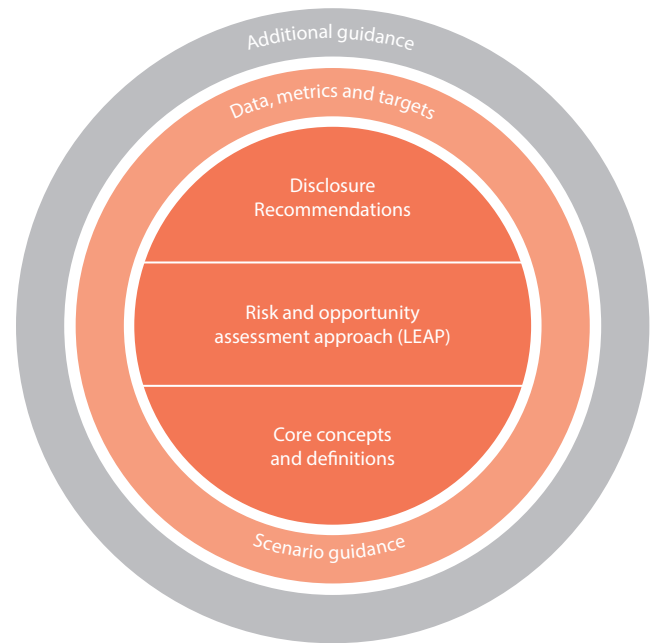 Additional guidance
Data, metrics and targets
Disclosure
Recommendations
Risk and opportunity
assessment approach (LEAP)
Core concepts
and definitions
Scenario guidance